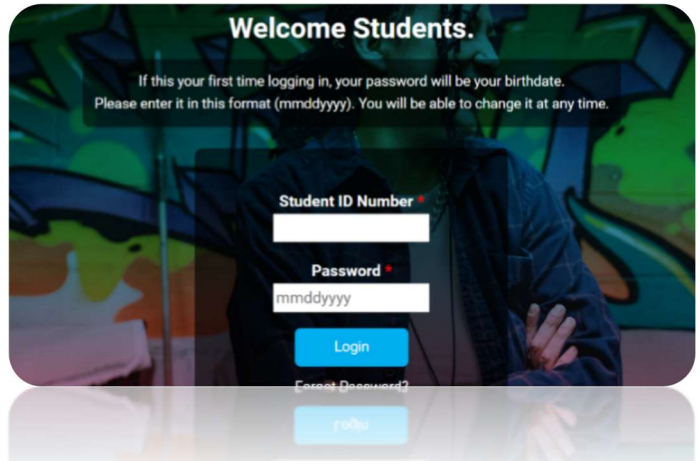 Welcome Students.
If this your first time logging in, your password will be your birthdate.
Please enter it in this format (mmddyyyy). You will be able to change it at any time.
Student ID Number *
Password *
mmddyyyy
Login
Forgot Password?